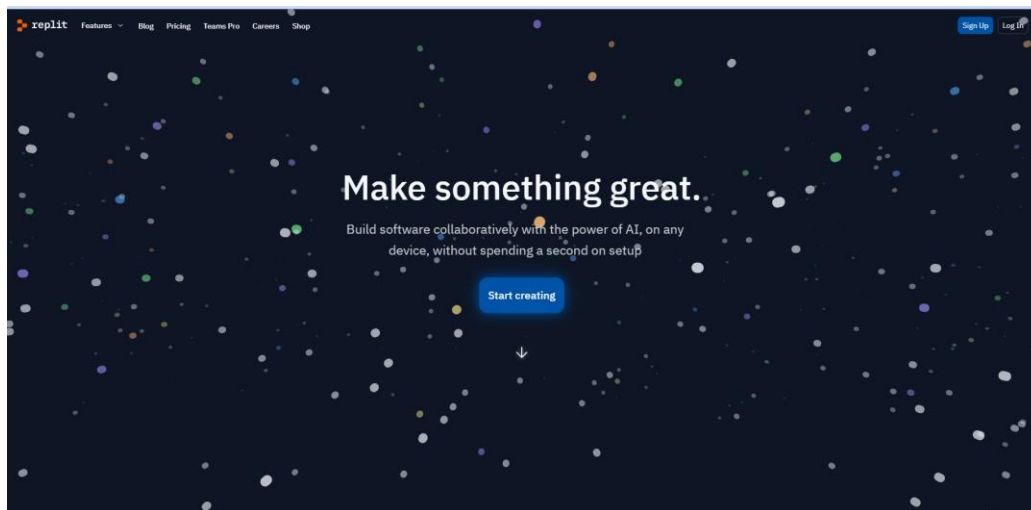 replit Features Blog Pricing Teams Pro Careers Shop Sign Up Log In
Make something great.
Build software collaboratively with the power of AI, on any
device, without spending a second on setup
Start creating